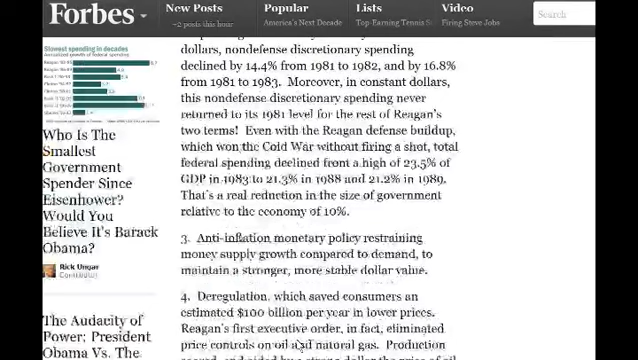 Forbes
New Posts
+2 posts this hour
Popular
America's Next Decade
Lists
Top-Earning Tennis
Video
Firing Steve Jobs
Search
Slowest spending in decades
Who Is The
Smallest
Government
Spender Since
Eisenhower?
Would You
Believe It's Barack
Obama?
Rick Ungar
Contributor
The Audacity of
Power: President
Obama Vs. The
dollars, nondefense discretionary spending
declined by 14.4% from 1981 to 1982, and by 16.8%
from 1981 to 1983. Moreover, in constant dollars,
this nondefense discretionary spending never
returned to its 1981 level for the rest of Reagan's
two terms! Even with the Reagan defense buildup,
which won the Cold War without firing a shot, total
federal spending declined from a high of 23.5% of
GDP in 1983 to 21.3% in 1988 and 21.2% in 1989.
That's a real reduction in the size of government
relative to the economy of 10%.
3. Anti-inflation monetary policy restraining
money supply growth compared to demand, to
maintain a stronger, more stable dollar value.
4. Deregulation, which saved consumers an
estimated $100 billion per year in lower prices.
Reagan's first executive order, in fact, eliminated
price controls on oil and natural gas. Production